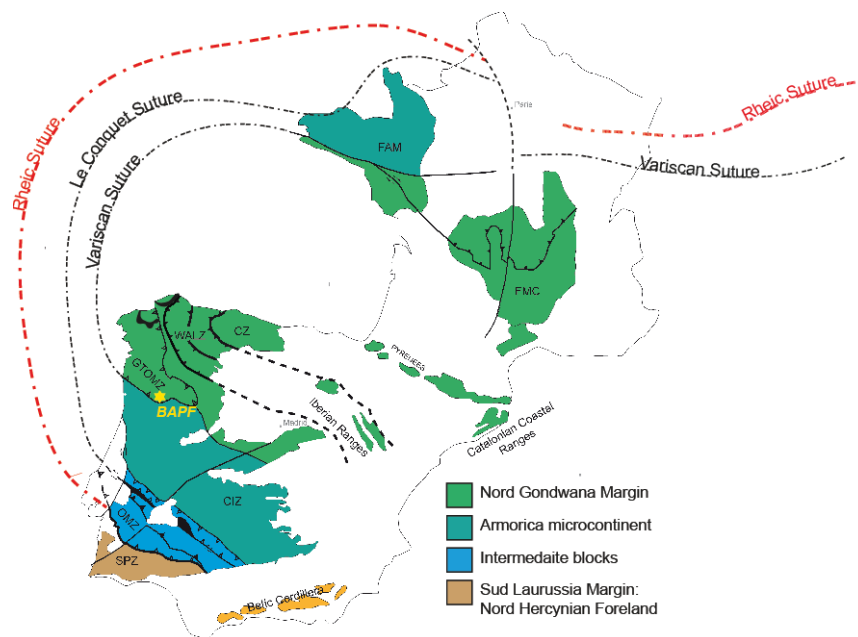 Rheic Suture
Le Conquet Suture
Variscan Suture
Paris
FAM
Rheic Suture
Variscan Suture
FMC
WALZ
CZ
GTOMZ
BAPF
PYRENEES
Iberian Ranges
Madrid
Catalonian Coastal
Ranges
CIZ
OMZ
SPZ
Betic Cordillera
Nord Gondwana Margin
Armorica microcontinent
Intermedaite blocks
Sud Laurussia Margin:
Nord Hercynian Foreland